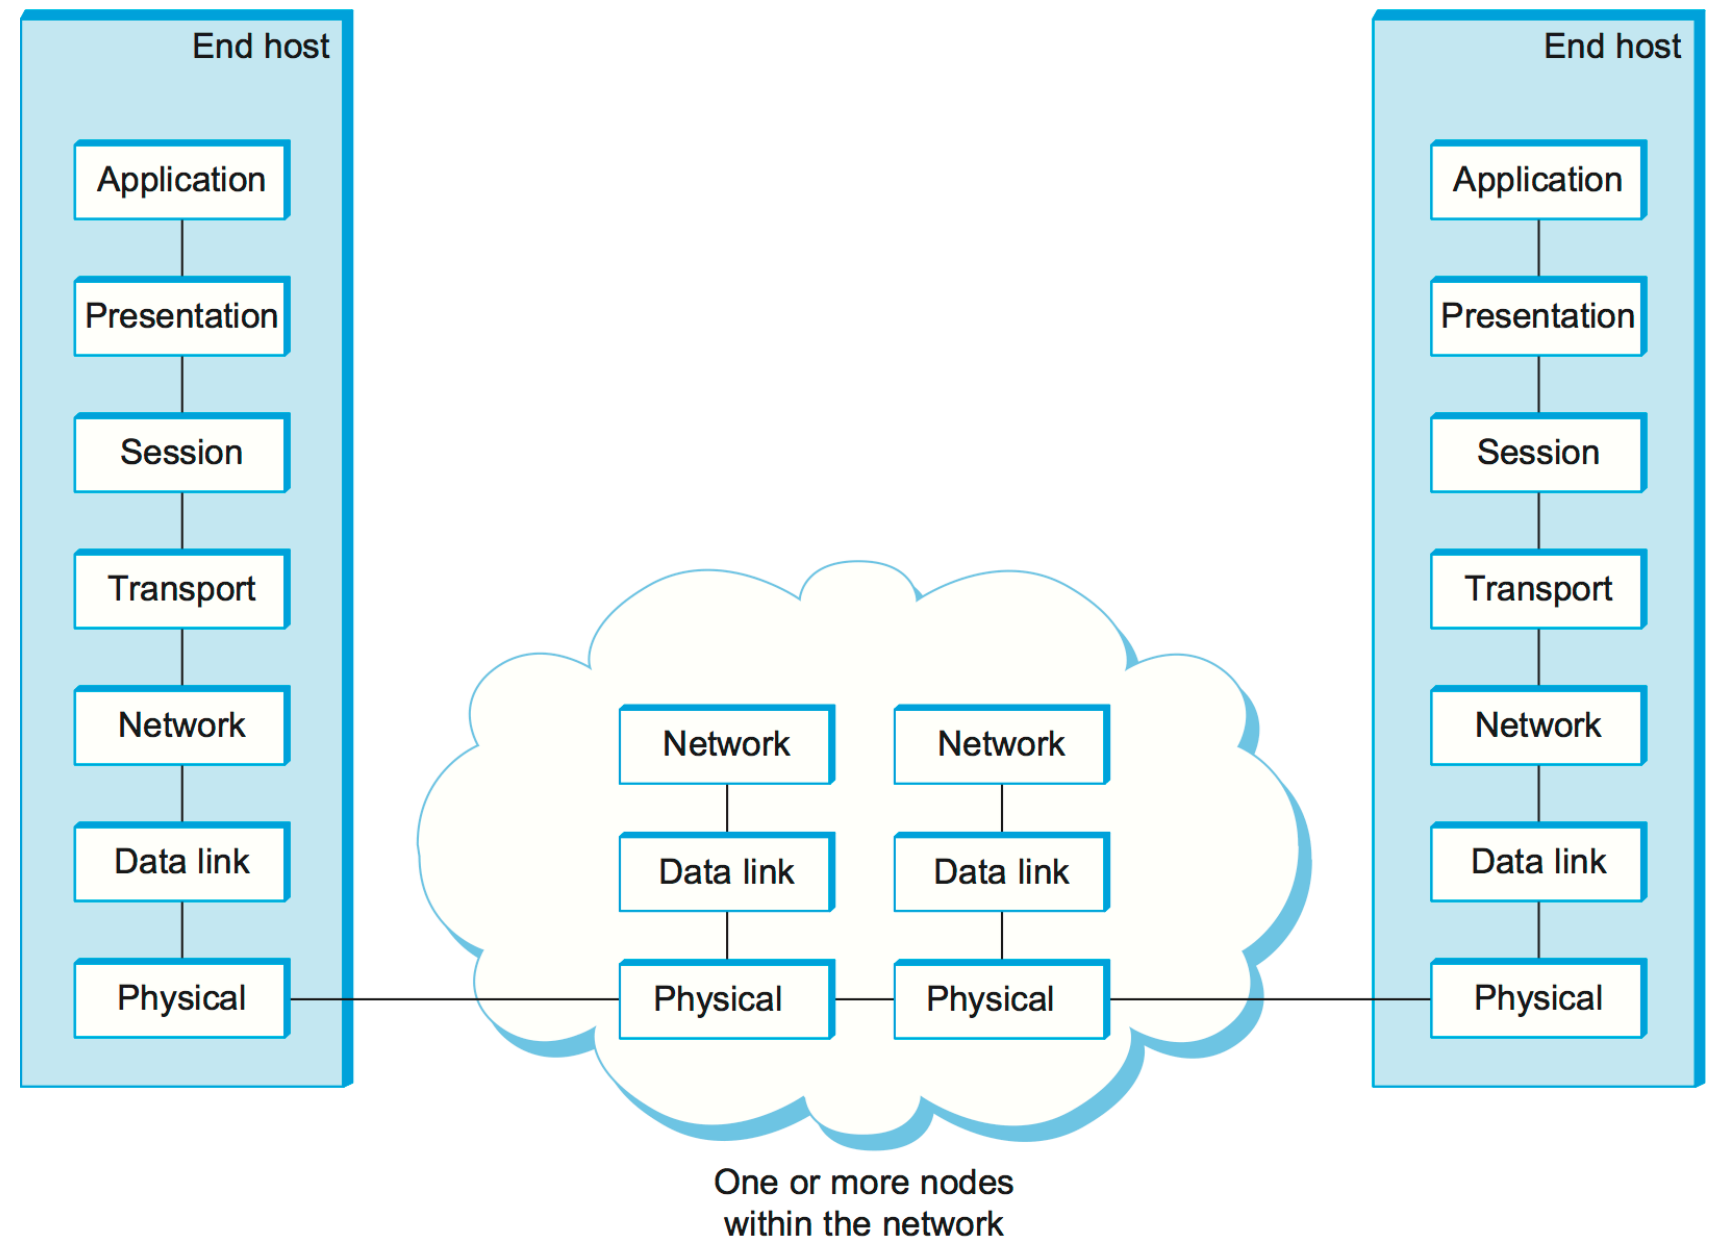 End host
Application
Presentation
Session
Transport
Network
Data link
Physical
Network
Data link
Physical
Network
Data link
Physical
One or more nodes
within the network
End host
Application
Presentation
Session
Transport
Network
Data link
Physical